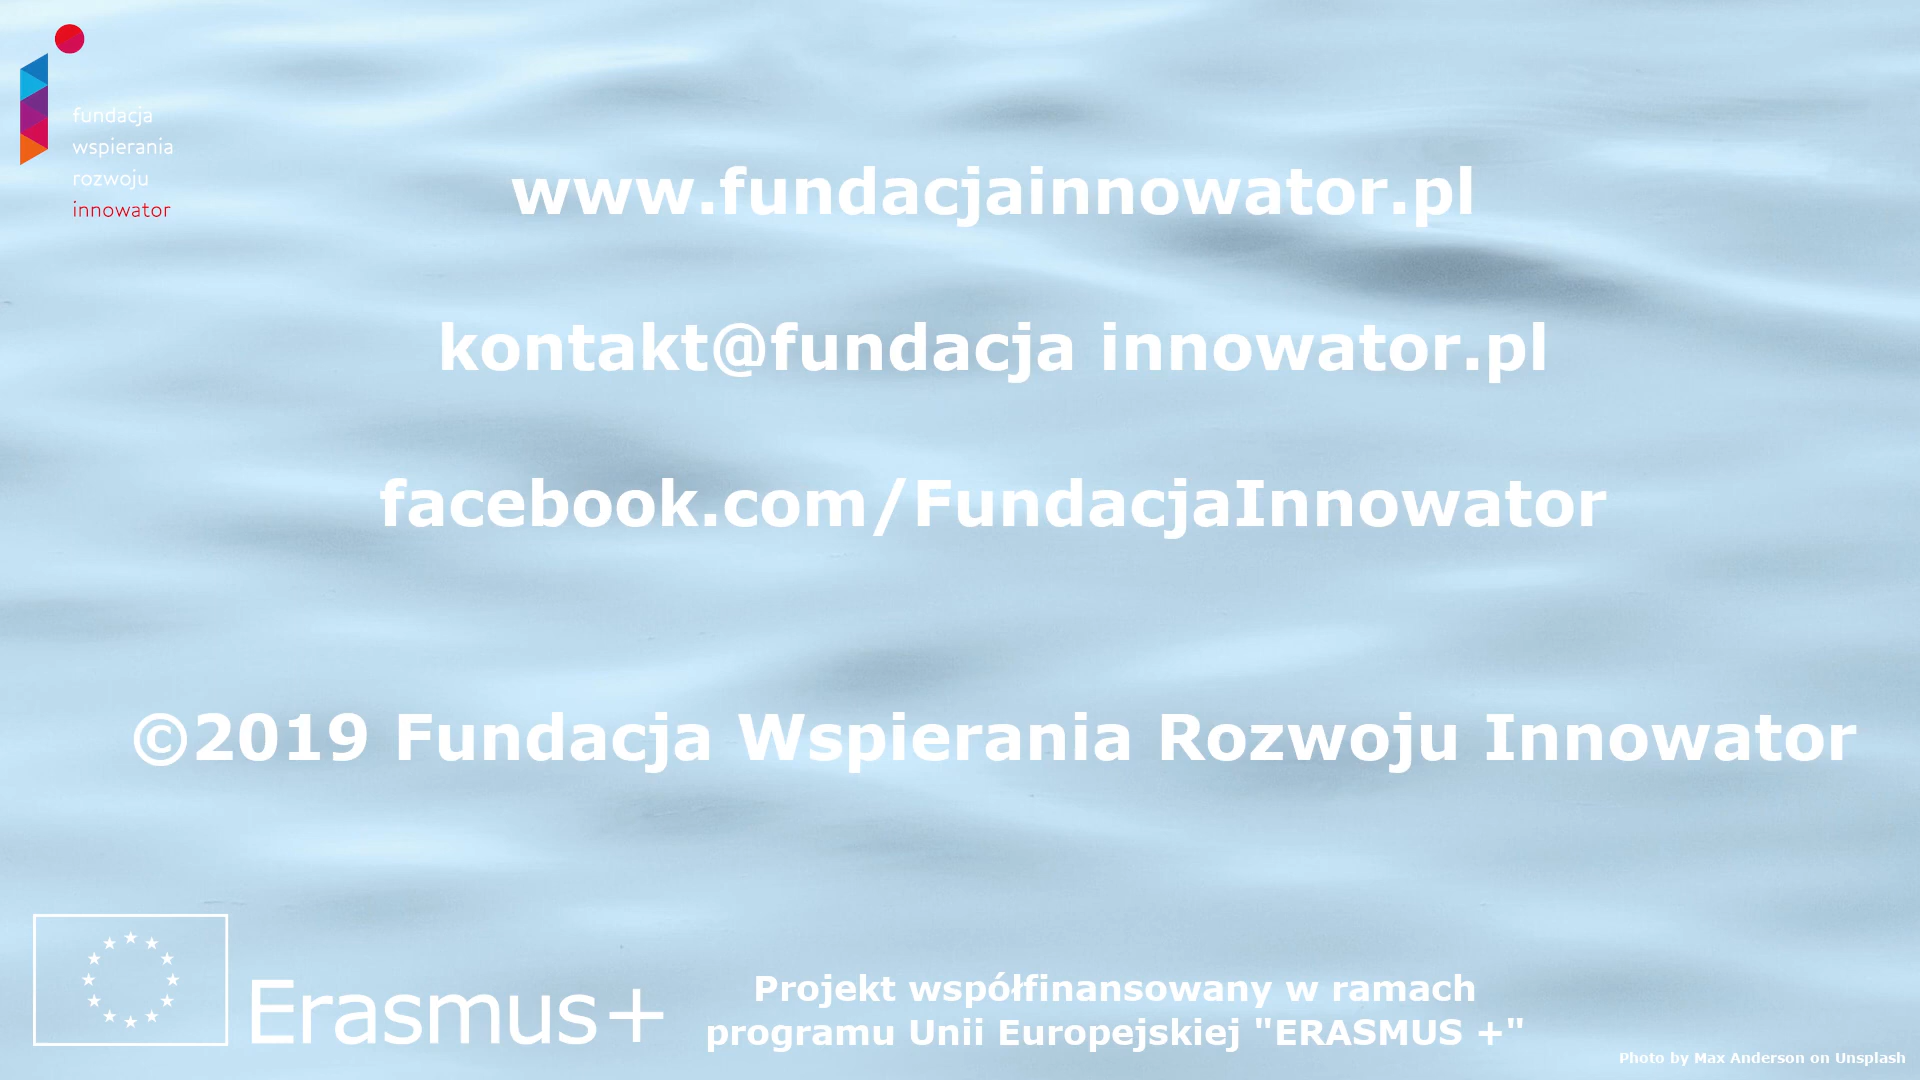 fundacja
wspierania
rozwoju
innowator
www.fundacjainnowator.pl
kontakt@fundacja innowator.pl
facebook.com/FundacjaInnowator
©2019 Fundacja Wspierania Rozwoju Innowator
Erasmus+
Projekt współfinansowany w ramach
programu Unii Europejskiej "ERASMUS +"
Photo by Max Anderson on Unsplash